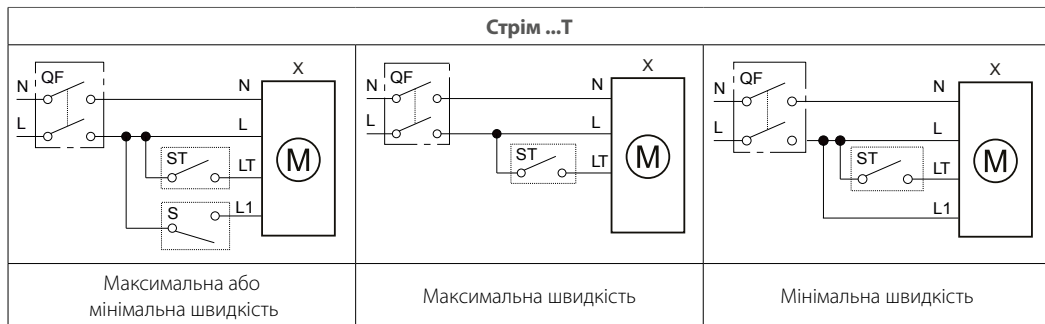 Стрім ...Т
X
QF
N
N
L
L
ST
LT
M
S
L1
X
QF
N
N
L
L
ST
LT
M
X
QF
N
N
L
L
ST
LT
M
L1
Максимальна або
мінімальна швидкість
Максимальна швидкість
Мінімальна швидкість